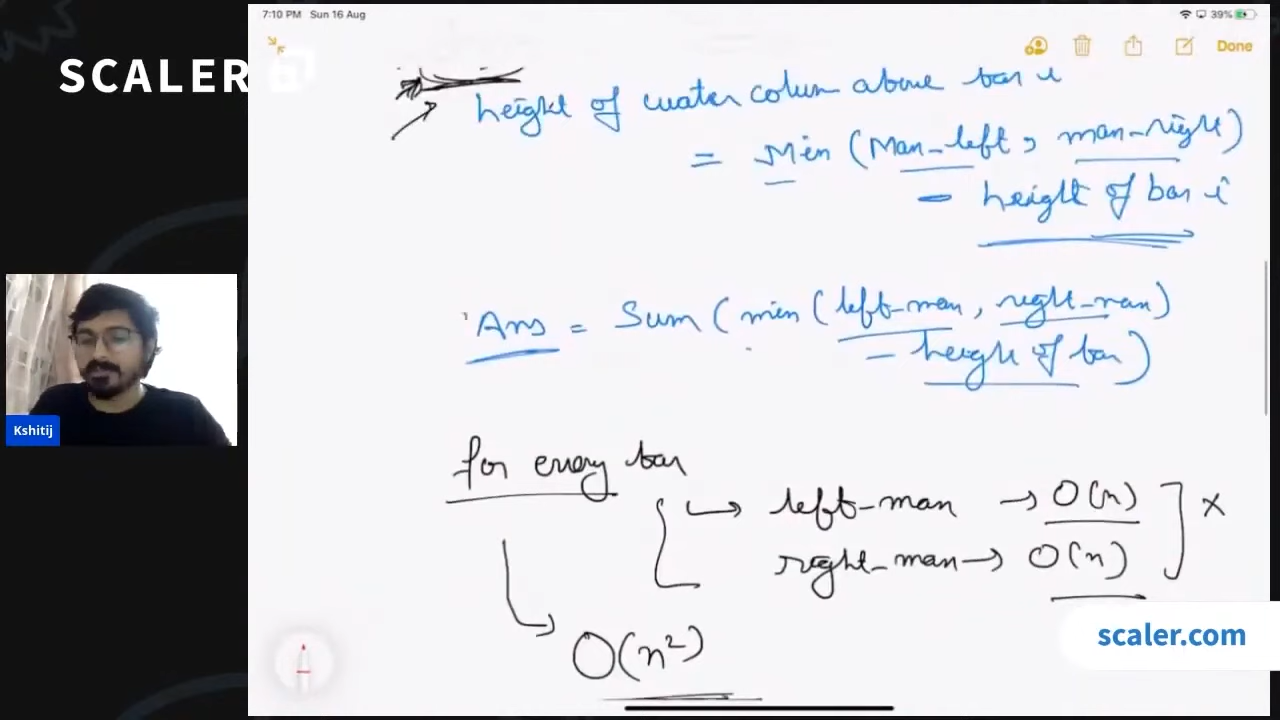 7:10 PM Sun 16 Aug
39%
Done
SCALER
height of water column above bar i
= Min (Max_left, max_right)
- height of bar i
Ans = Sum (min (left_max, right_max)
- height of bar)
for every bar
left_max → O(n)
right_max → O(n)
x
O(n²)
Kshitij
scaler.com